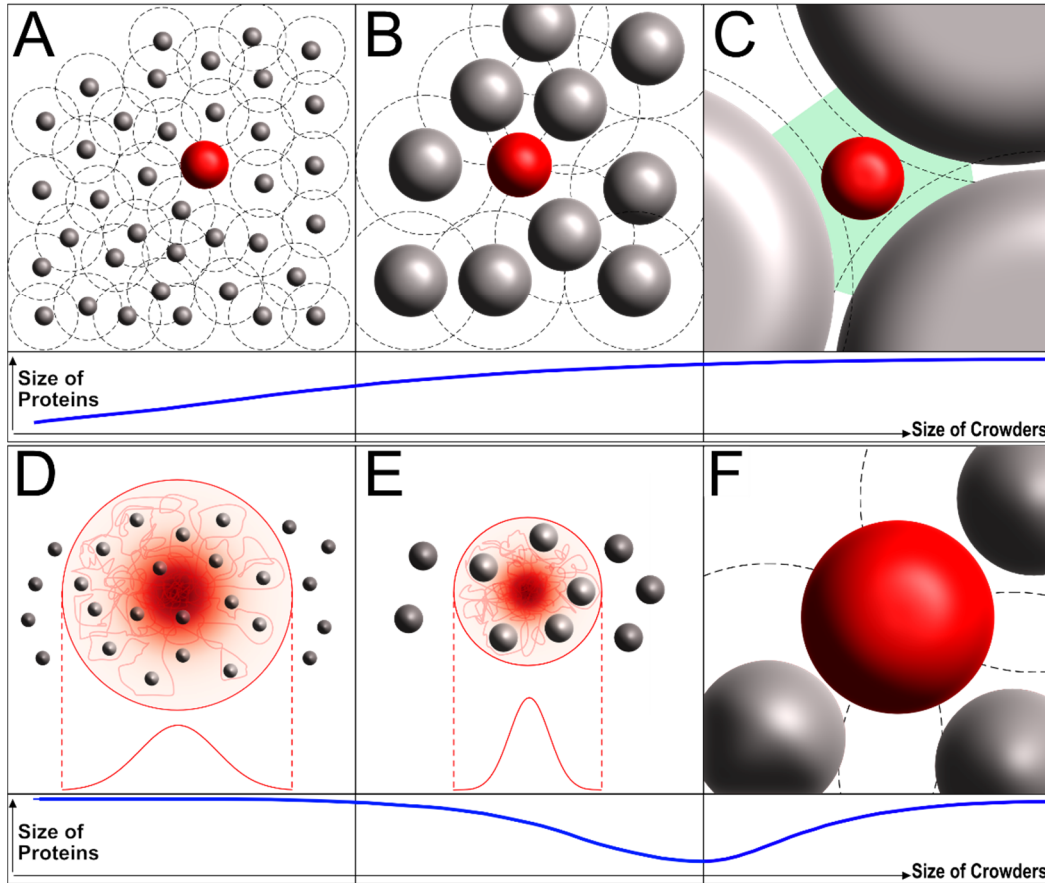 A
B
C
Size of
Proteins
Size of Crowders
D
E
F
Size of
Proteins
Size of Crowders